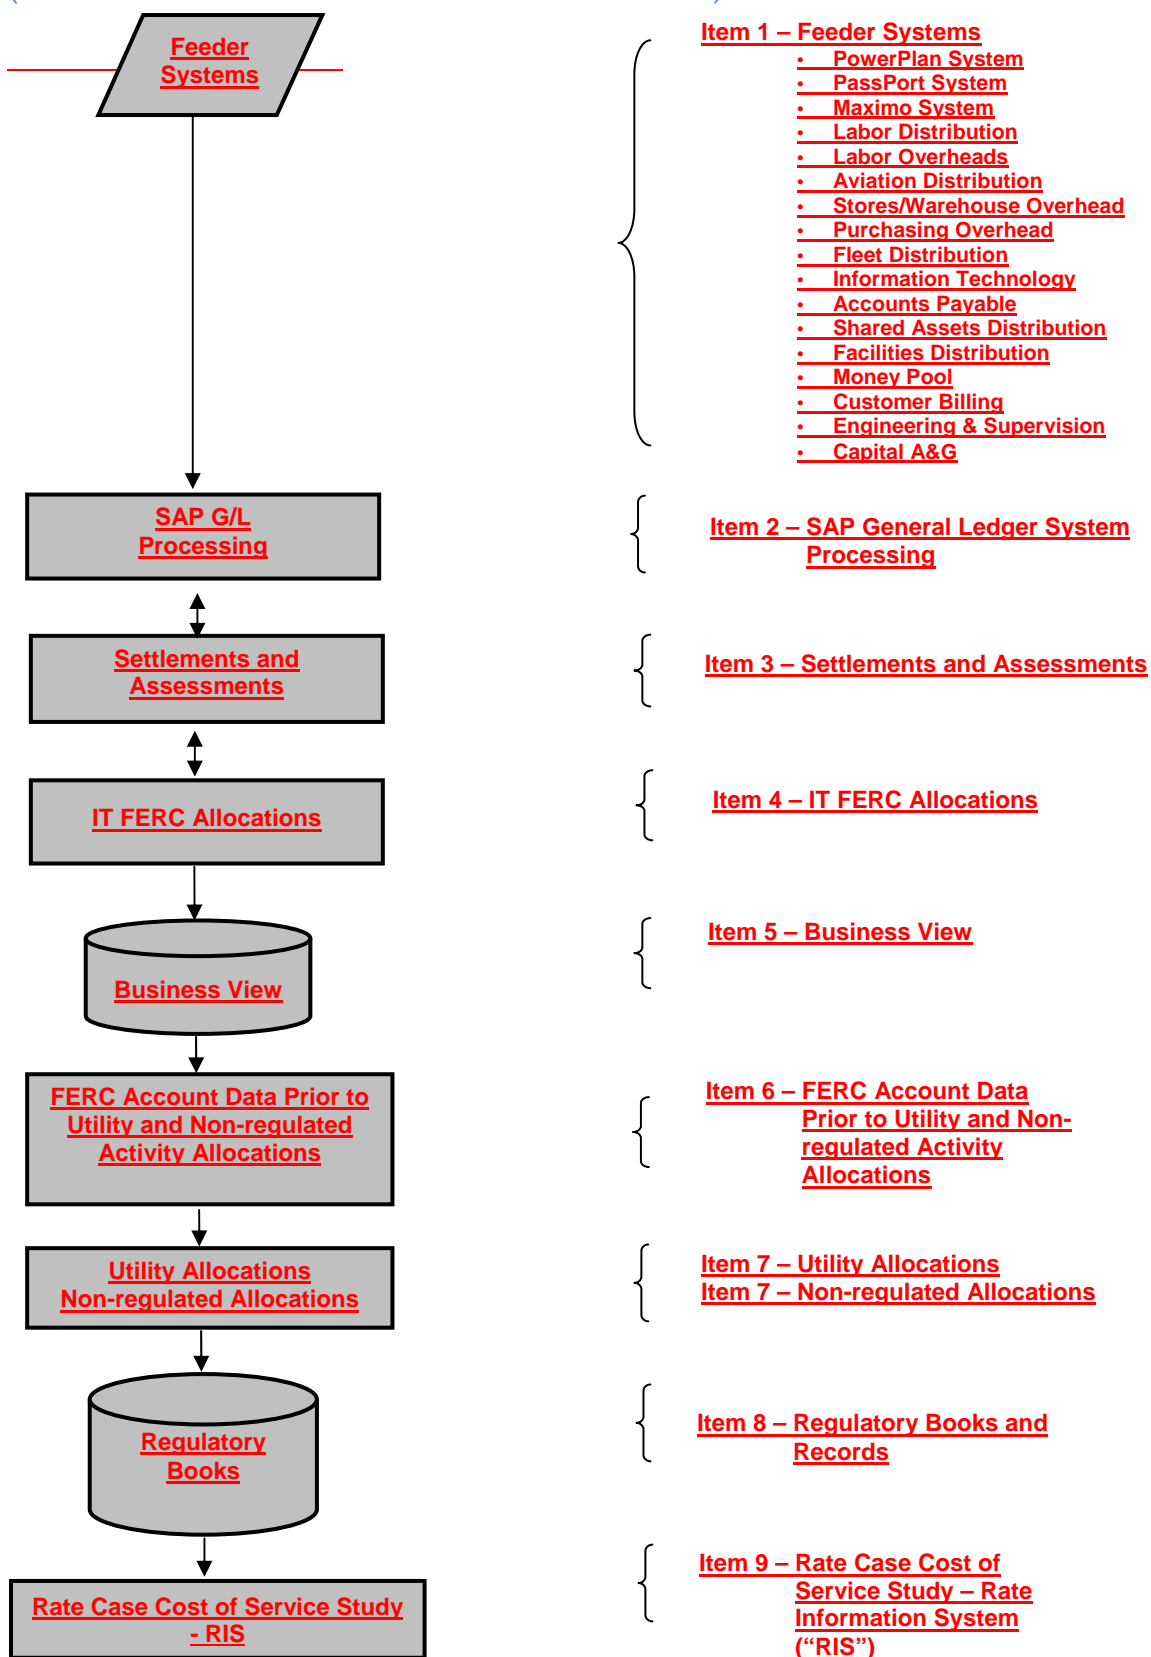 Feeder
Systems
Item 1 – Feeder Systems
• PowerPlan System
• PassPort System
• Maximo System
• Labor Distribution
• Labor Overheads
• Aviation Distribution
• Stores/Warehouse Overhead
• Purchasing Overhead
• Fleet Distribution
• Information Technology
• Accounts Payable
• Shared Assets Distribution
• Facilities Distribution
• Money Pool
• Customer Billing
• Engineering & Supervision
• Capital A&G
SAP G/L
Processing
Item 2 – SAP General Ledger System
Processing
Settlements and
Assessments
Item 3 – Settlements and Assessments
IT FERC Allocations
Item 4 – IT FERC Allocations
Business View
Item 5 – Business View
FERC Account Data Prior to
Utility and Non-regulated
Activity Allocations
Item 6 – FERC Account Data
Prior to Utility and Non-
regulated Activity
Allocations
Utility Allocations
Non-regulated Allocations
Item 7 – Utility Allocations
Item 7 – Non-regulated Allocations
Regulatory
Books
Item 8 – Regulatory Books and
Records
Rate Case Cost of Service Study
- RIS
Item 9 – Rate Case Cost of
Service Study – Rate
Information System
(“RIS”)